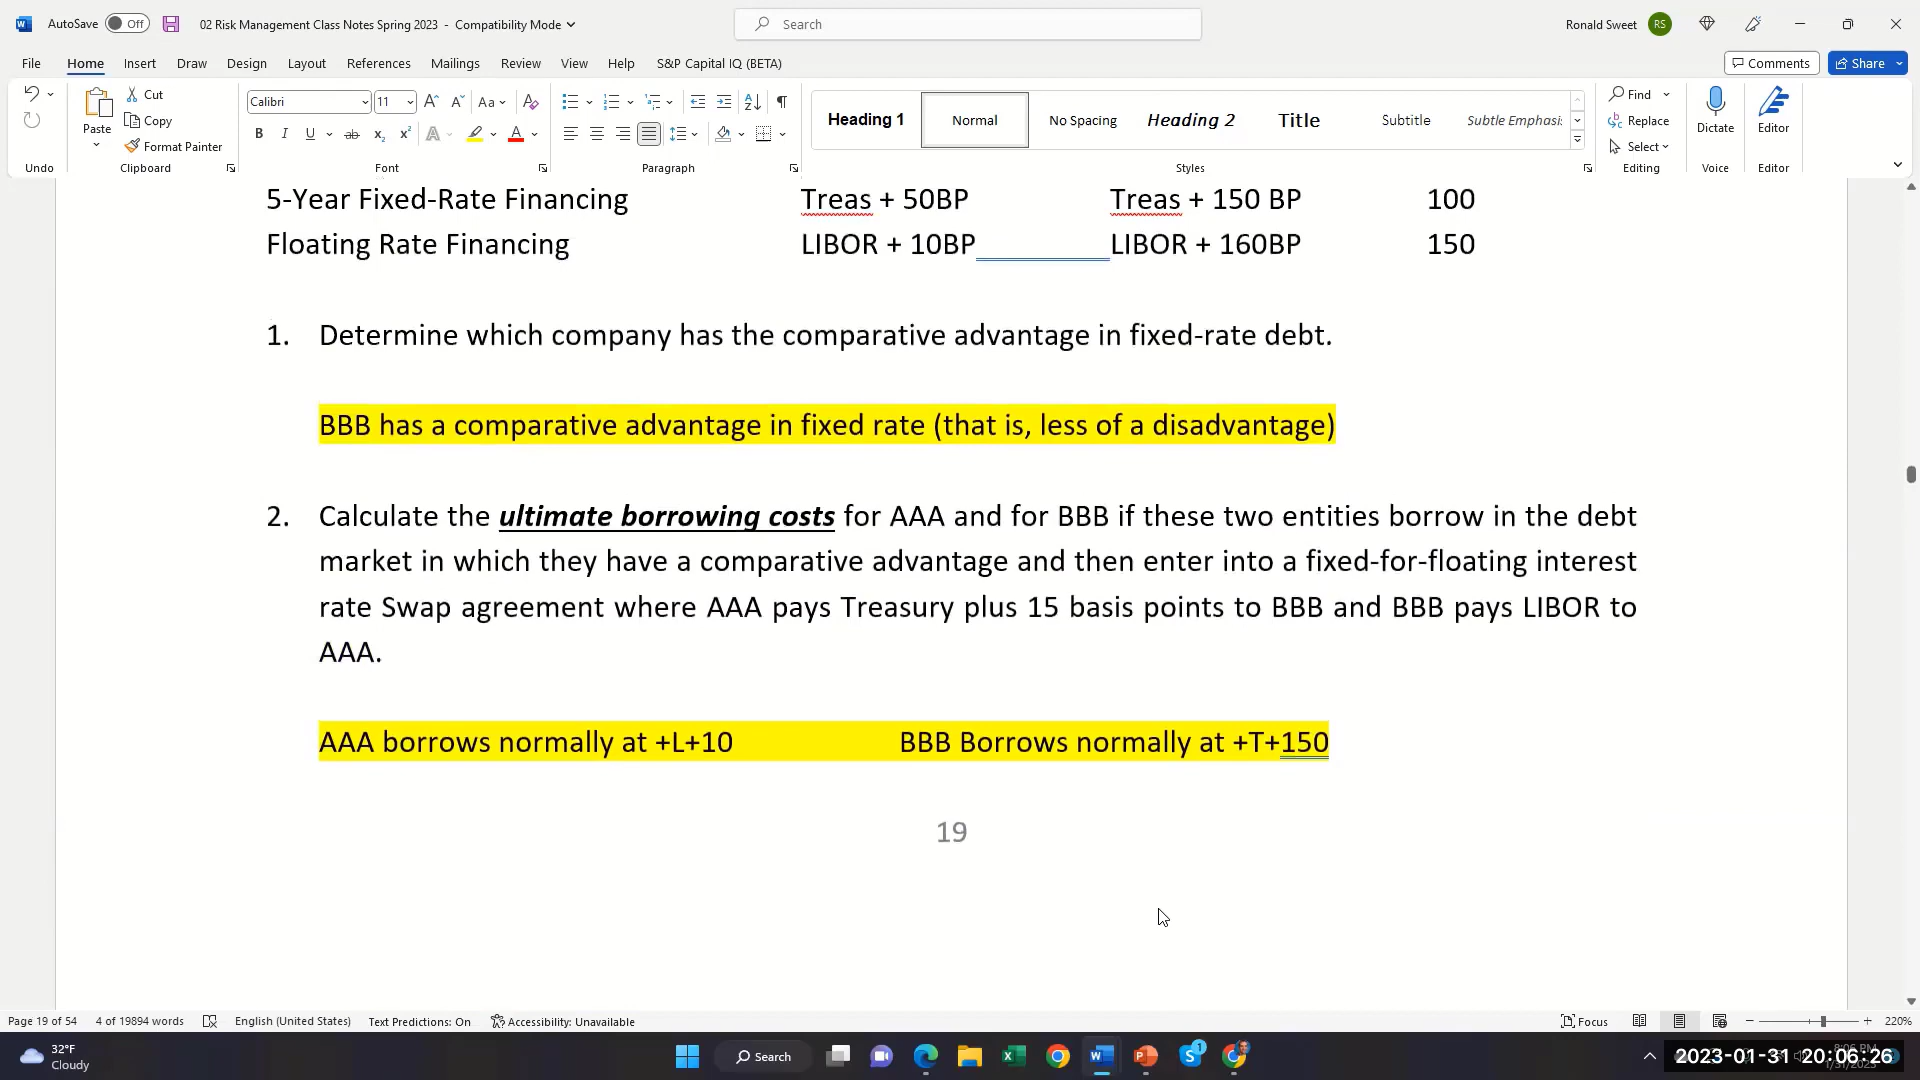 AutoSave Off 02 Risk Management Class Notes Spring 2023 - Compatibility Mode Search Ronald Sweet RS
File Home Insert Draw Design Layout References Mailings Review View Help S&P Capital IQ (BETA) Comments Share
Cut Calibri 11 Aa Find
Paste Copy Heading 1 Normal No Spacing Heading 2 Title Subtitle Subtle Emphasis Replace Dictate Editor
Format Painter B I U ab x₂ x² A A Select
Undo Clipboard Font Paragraph Styles Editing Voice Editor
5-Year Fixed-Rate Financing Treas + 50BP Treas + 150 BP 100
Floating Rate Financing LIBOR + 10BP LIBOR + 160BP 150
1. Determine which company has the comparative advantage in fixed-rate debt.
BBB has a comparative advantage in fixed rate (that is, less of a disadvantage)
2. Calculate the ultimate borrowing costs for AAA and for BBB if these two entities borrow in the debt
market in which they have a comparative advantage and then enter into a fixed-for-floating interest
rate Swap agreement where AAA pays Treasury plus 15 basis points to BBB and BBB pays LIBOR to
AAA.
AAA borrows normally at +L+10 BBB Borrows normally at +T+150
19
Page 19 of 54 4 of 19894 words English (United States) Text Predictions: On Accessibility: Unavailable Focus 220%
32°F
Cloudy
Search
2023-01-31 20:06:26